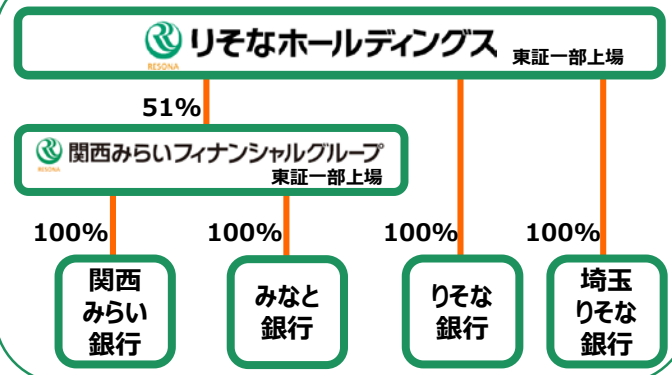 RESONA
りそなホールディングス 東証一部上場
51%
RESONA
関西みらいフィナンシャルグループ
東証一部上場
100% 100% 100% 100%
関西
みらい
銀行
みなと
銀行
りそな
銀行
埼玉
りそな
銀行